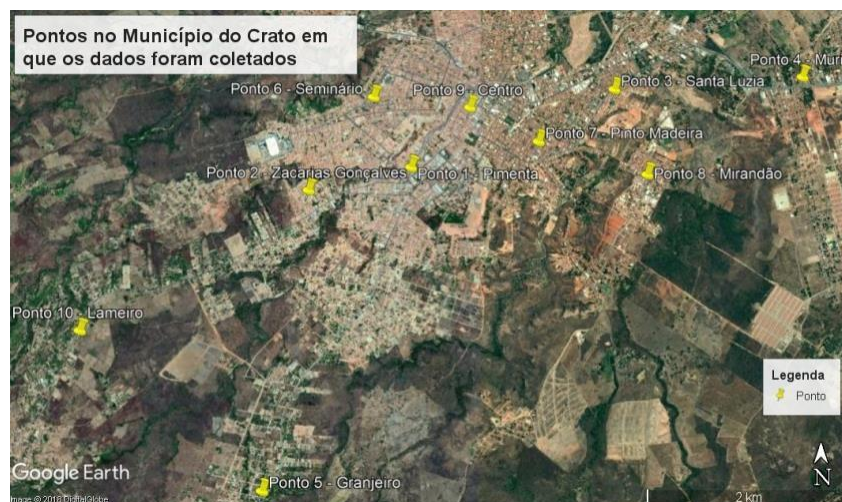 Pontos no Município do Crato em
que os dados foram coletados
Ponto 4 - Muri
Ponto 3 - Santa Luzia
Ponto 6 - Seminário
Ponto 9 - Centro
Ponto 7 - Pinto Madeira
Ponto 2 - Zacarias Gonçalves
Ponto 1 - Pimenta
Ponto 8 - Mirandão
Ponto 10 - Lameiro
Legenda
Ponto
Google Earth
Ponto 5 - Granjeiro
N
Image © 2018 DigitalGlobe
2 km